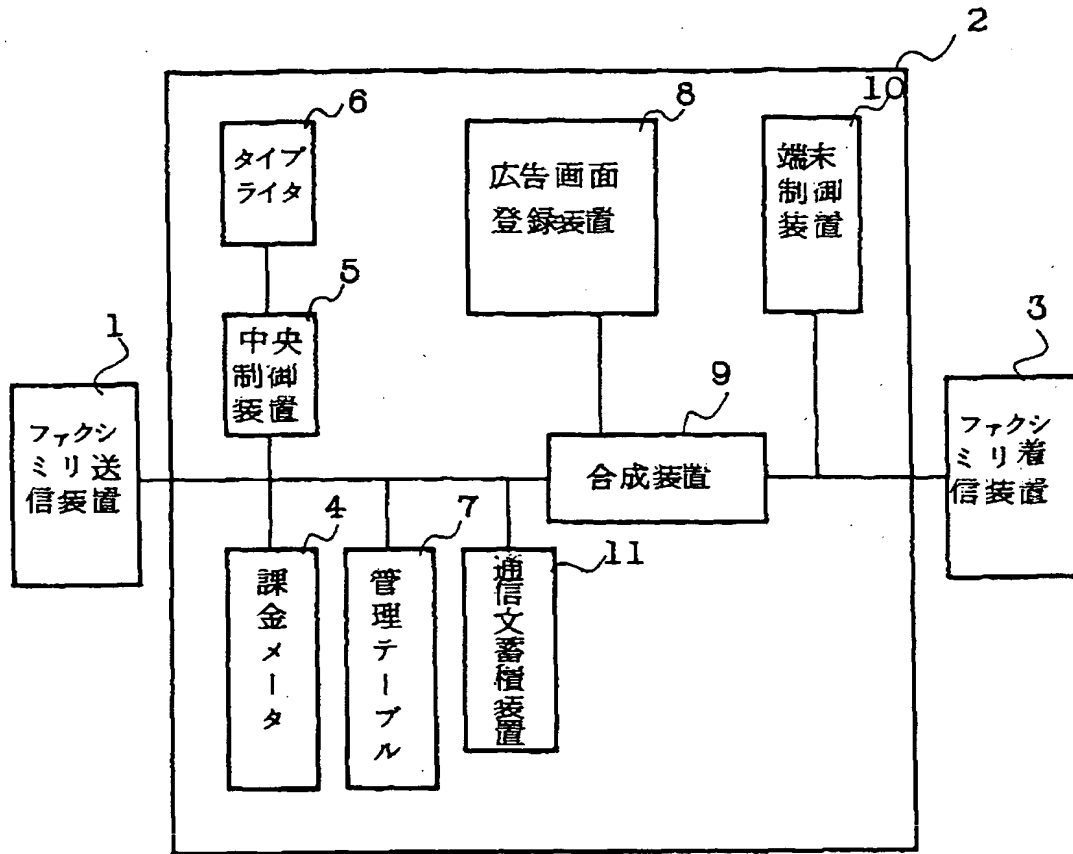 2
6
8
10
タイプ
ライタ
広告画面
登録装置
端末
制御
装置
5
1
中央
制御
装置
9
3
ファクシ
ミリ送
信装置
合成装置
ファクシ
ミリ着
信装置
4
7
11
課金メータ
管理テーブル
通信文蓄積装置